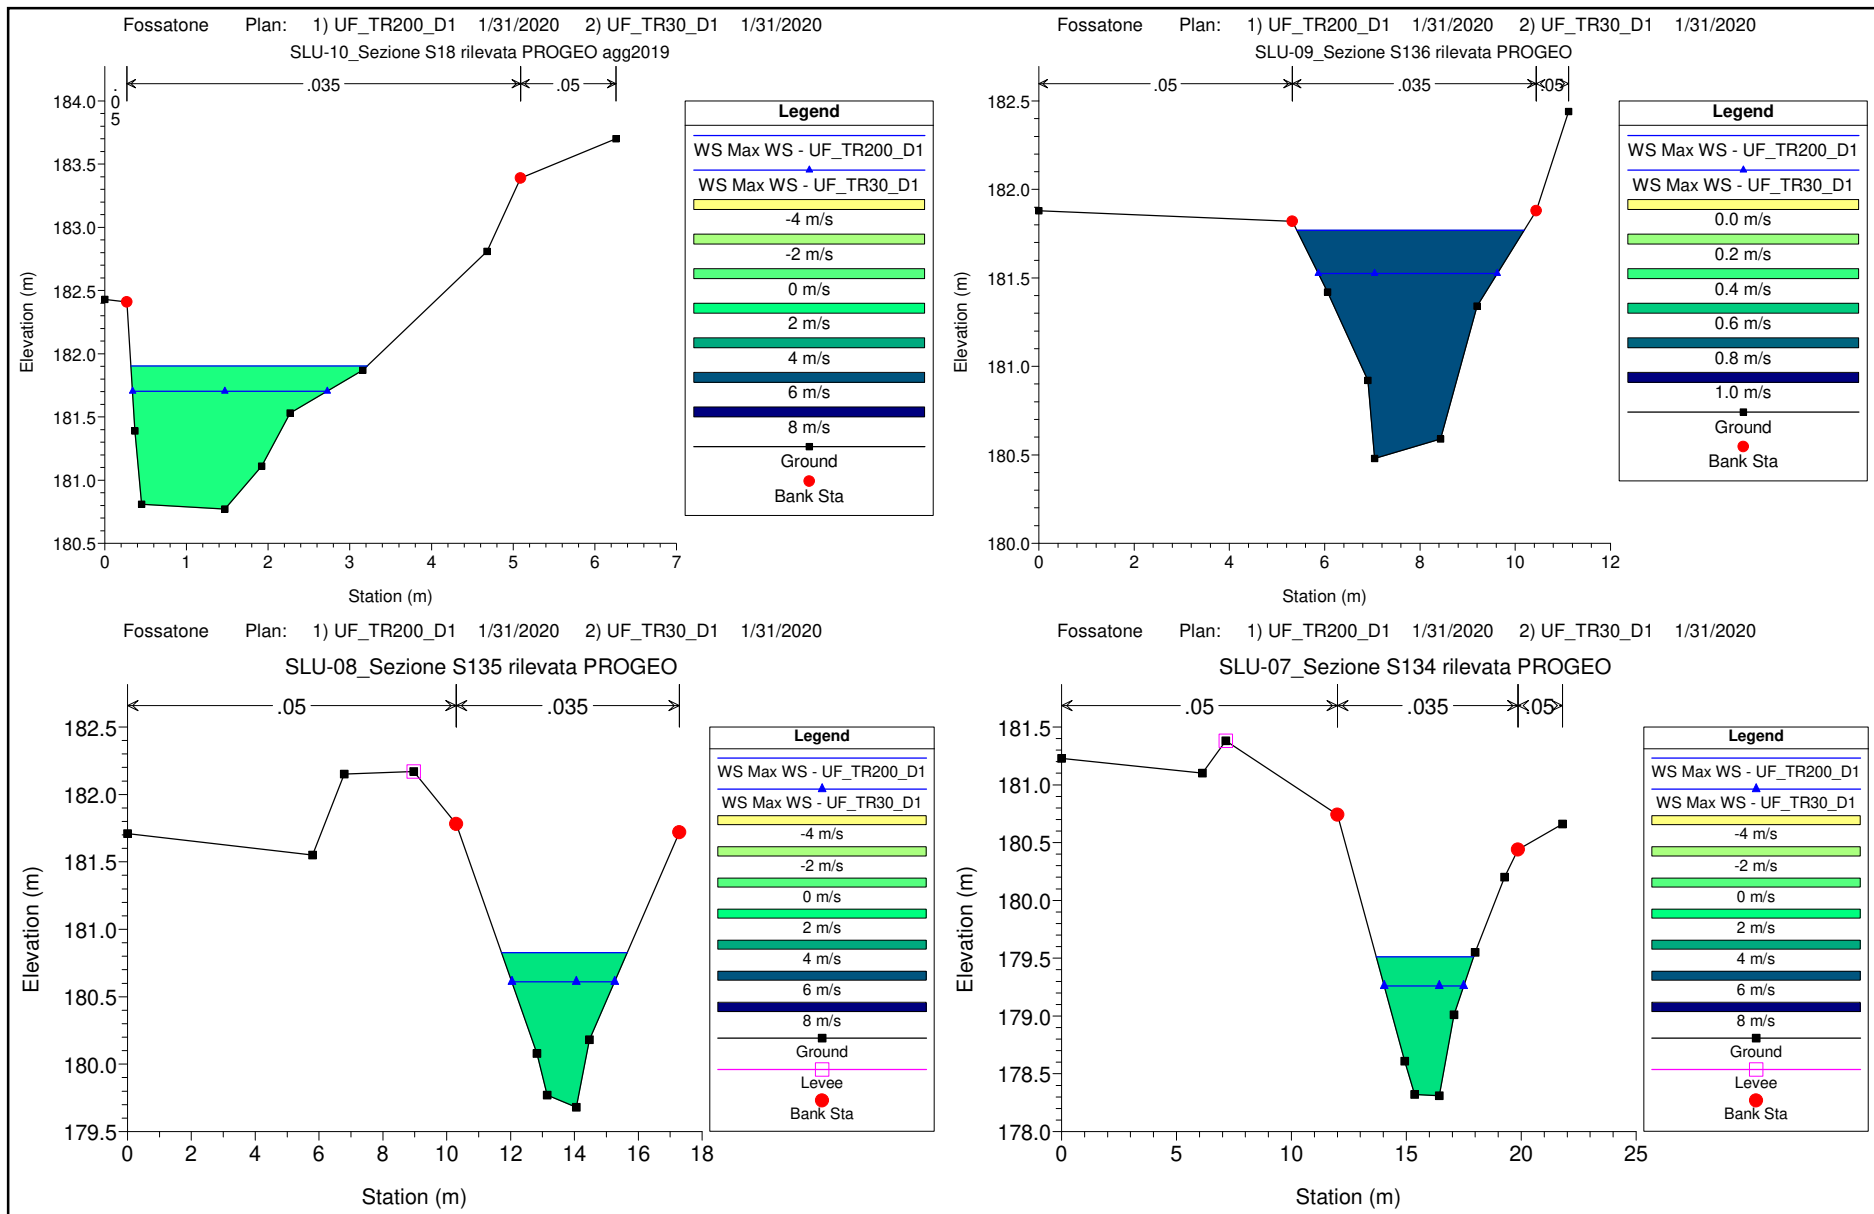 Fossatone Plan: 1) UF_TR200_D1 1/31/2020 2) UF_TR30_D1 1/31/2020
SLU-10_Sezione S18 rilevata PROGEO agg2019
.05 .035 .05
184.0
183.5
183.0
182.5
182.0
181.5
181.0
180.5
Elevation (m)
0 1 2 3 4 5 6 7
Station (m)
Legend
WS Max WS - UF_TR200_D1
WS Max WS - UF_TR30_D1
-4 m/s
-2 m/s
0 m/s
2 m/s
4 m/s
6 m/s
8 m/s
Ground
Bank Sta
Fossatone Plan: 1) UF_TR200_D1 1/31/2020 2) UF_TR30_D1 1/31/2020
SLU-09_Sezione S136 rilevata PROGEO
.05 .035 .05
182.5
182.0
181.5
181.0
180.5
180.0
Elevation (m)
0 2 4 6 8 10 12
Station (m)
Legend
WS Max WS - UF_TR200_D1
WS Max WS - UF_TR30_D1
0.0 m/s
0.2 m/s
0.4 m/s
0.6 m/s
0.8 m/s
1.0 m/s
Ground
Bank Sta
Fossatone Plan: 1) UF_TR200_D1 1/31/2020 2) UF_TR30_D1 1/31/2020
SLU-08_Sezione S135 rilevata PROGEO
.05 .035
182.5
182.0
181.5
181.0
180.5
180.0
179.5
Elevation (m)
0 2 4 6 8 10 12 14 16 18
Station (m)
Legend
WS Max WS - UF_TR200_D1
WS Max WS - UF_TR30_D1
-4 m/s
-2 m/s
0 m/s
2 m/s
4 m/s
6 m/s
8 m/s
Ground
Levee
Bank Sta
Fossatone Plan: 1) UF_TR200_D1 1/31/2020 2) UF_TR30_D1 1/31/2020
SLU-07_Sezione S134 rilevata PROGEO
.05 .035 .05
181.5
181.0
180.5
180.0
179.5
179.0
178.5
178.0
Elevation (m)
0 5 10 15 20 25
Station (m)
Legend
WS Max WS - UF_TR200_D1
WS Max WS - UF_TR30_D1
-4 m/s
-2 m/s
0 m/s
2 m/s
4 m/s
6 m/s
8 m/s
Ground
Levee
Bank Sta